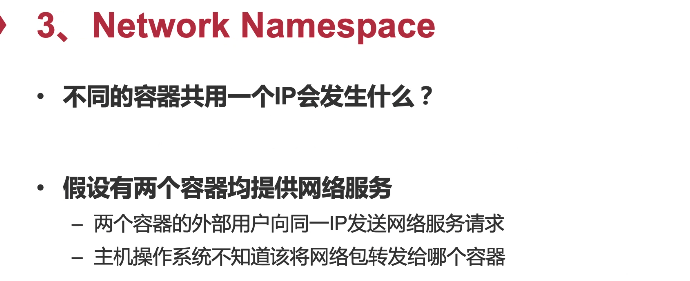 3、Network Namespace
• 不同的容器共用一个IP会发生什么？
• 假设有两个容器均提供网络服务
– 两个容器的外部用户向同一IP发送网络服务请求
– 主机操作系统不知道该将网络包转发给哪个容器